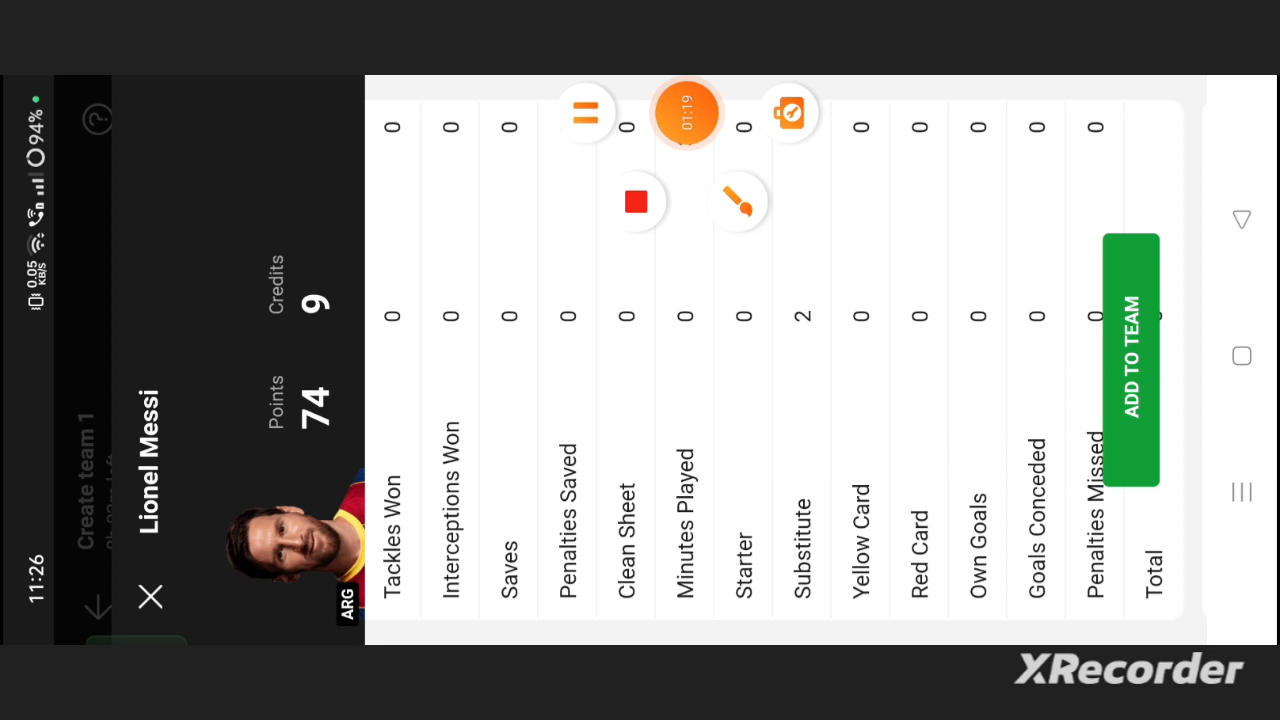 11:26
0.05
KB/S
94%
Create team 1
Lionel Messi
Points
Credits
74
9
ARG
Tackles Won 0 0
Interceptions Won 0 0
Saves 0 0
Penalties Saved 0 0
Clean Sheet 0 0
Minutes Played 0
Starter 0 0
Substitute 2
Yellow Card 0 0
Red Card 0 0
Own Goals 0 0
Goals Conceded 0 0
Penalties Missed 0 0
Total
ADD TO TEAM
01:19
XRecorder